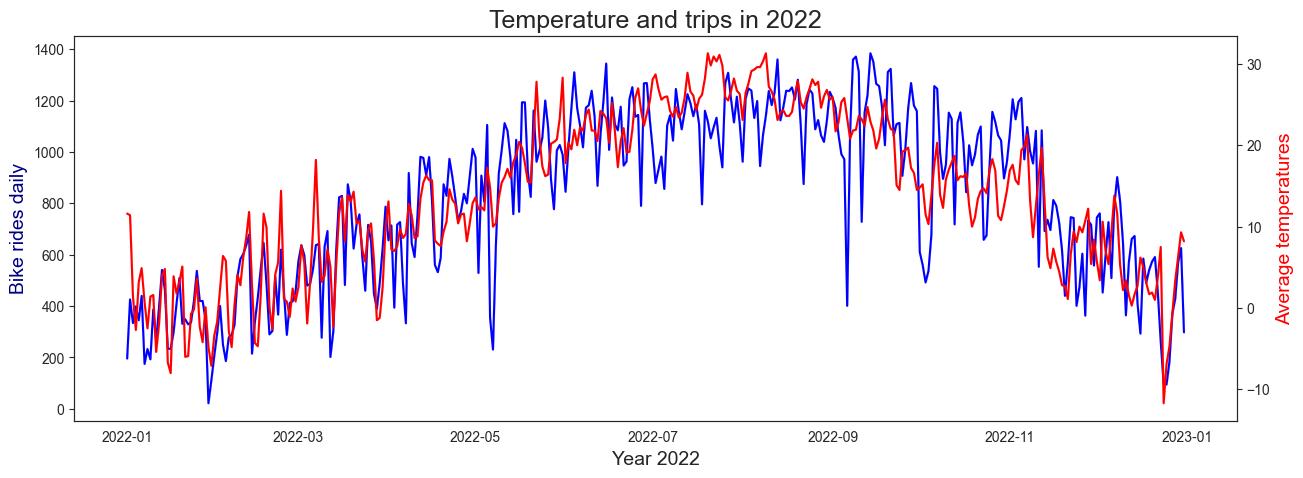 Temperature and trips in 2022
Bike rides daily
1400
1200
1000
800
600
400
200
0
30
20
10
0
−10
Average temperatures
2022-01 2022-03 2022-05 2022-07 2022-09 2022-11 2023-01
Year 2022